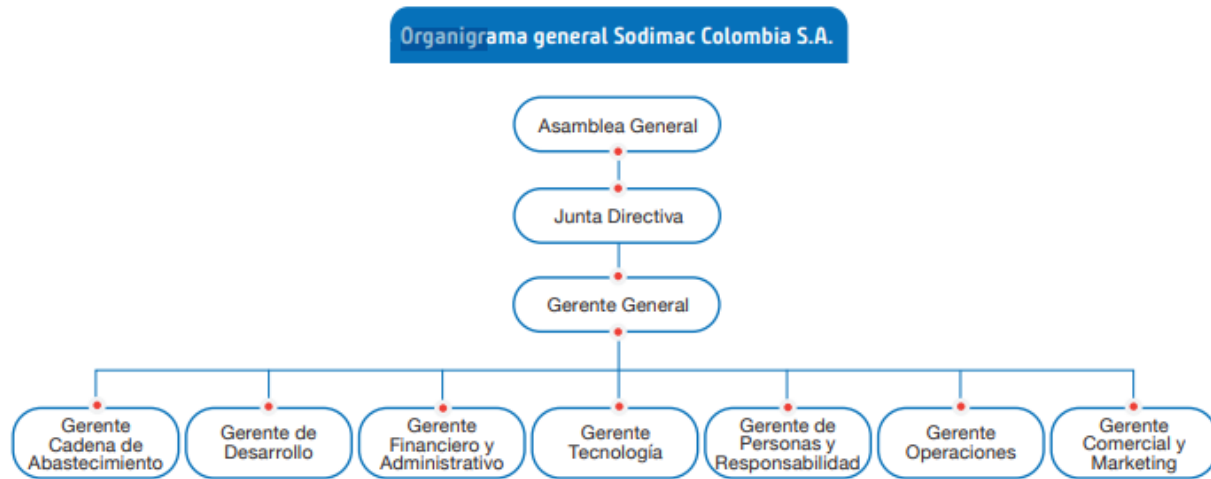 Organigrama general Sodimac Colombia S.A.
Asamblea General
Junta Directiva
Gerente General
Gerente
Cadena de
Abastecimiento
Gerente de
Desarrollo
Gerente
Financiero y
Administrativo
Gerente
Tecnología
Gerente de
Personas y
Responsabilidad
Gerente
Operaciones
Gerente
Comercial y
Marketing